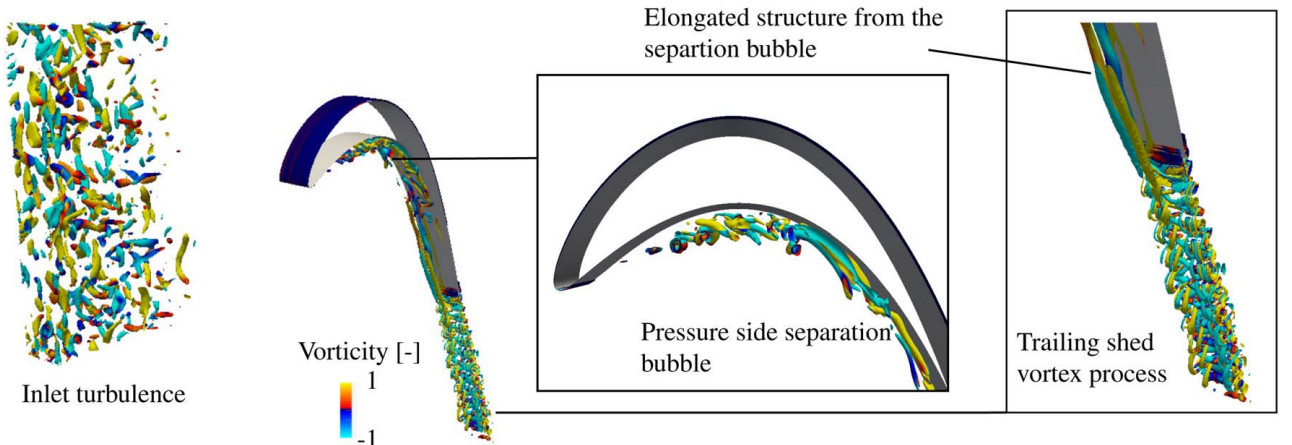 Elongated structure from the
separtion bubble
Inlet turbulence
Vorticity [-]
1
-1
Pressure side separation
bubble
Trailing shed
vortex process